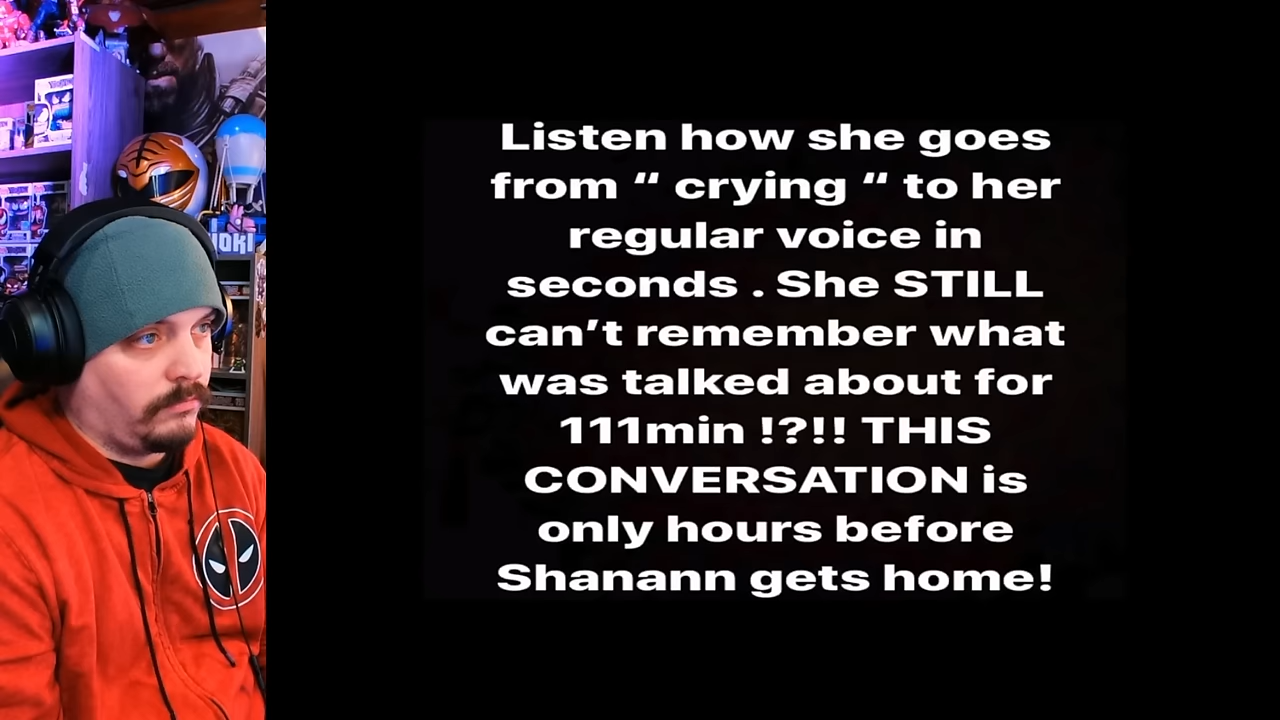 Listen how she goes
from “ crying “ to her
regular voice in
seconds . She STILL
can’t remember what
was talked about for
111min !?!! THIS
CONVERSATION is
only hours before
Shanann gets home!